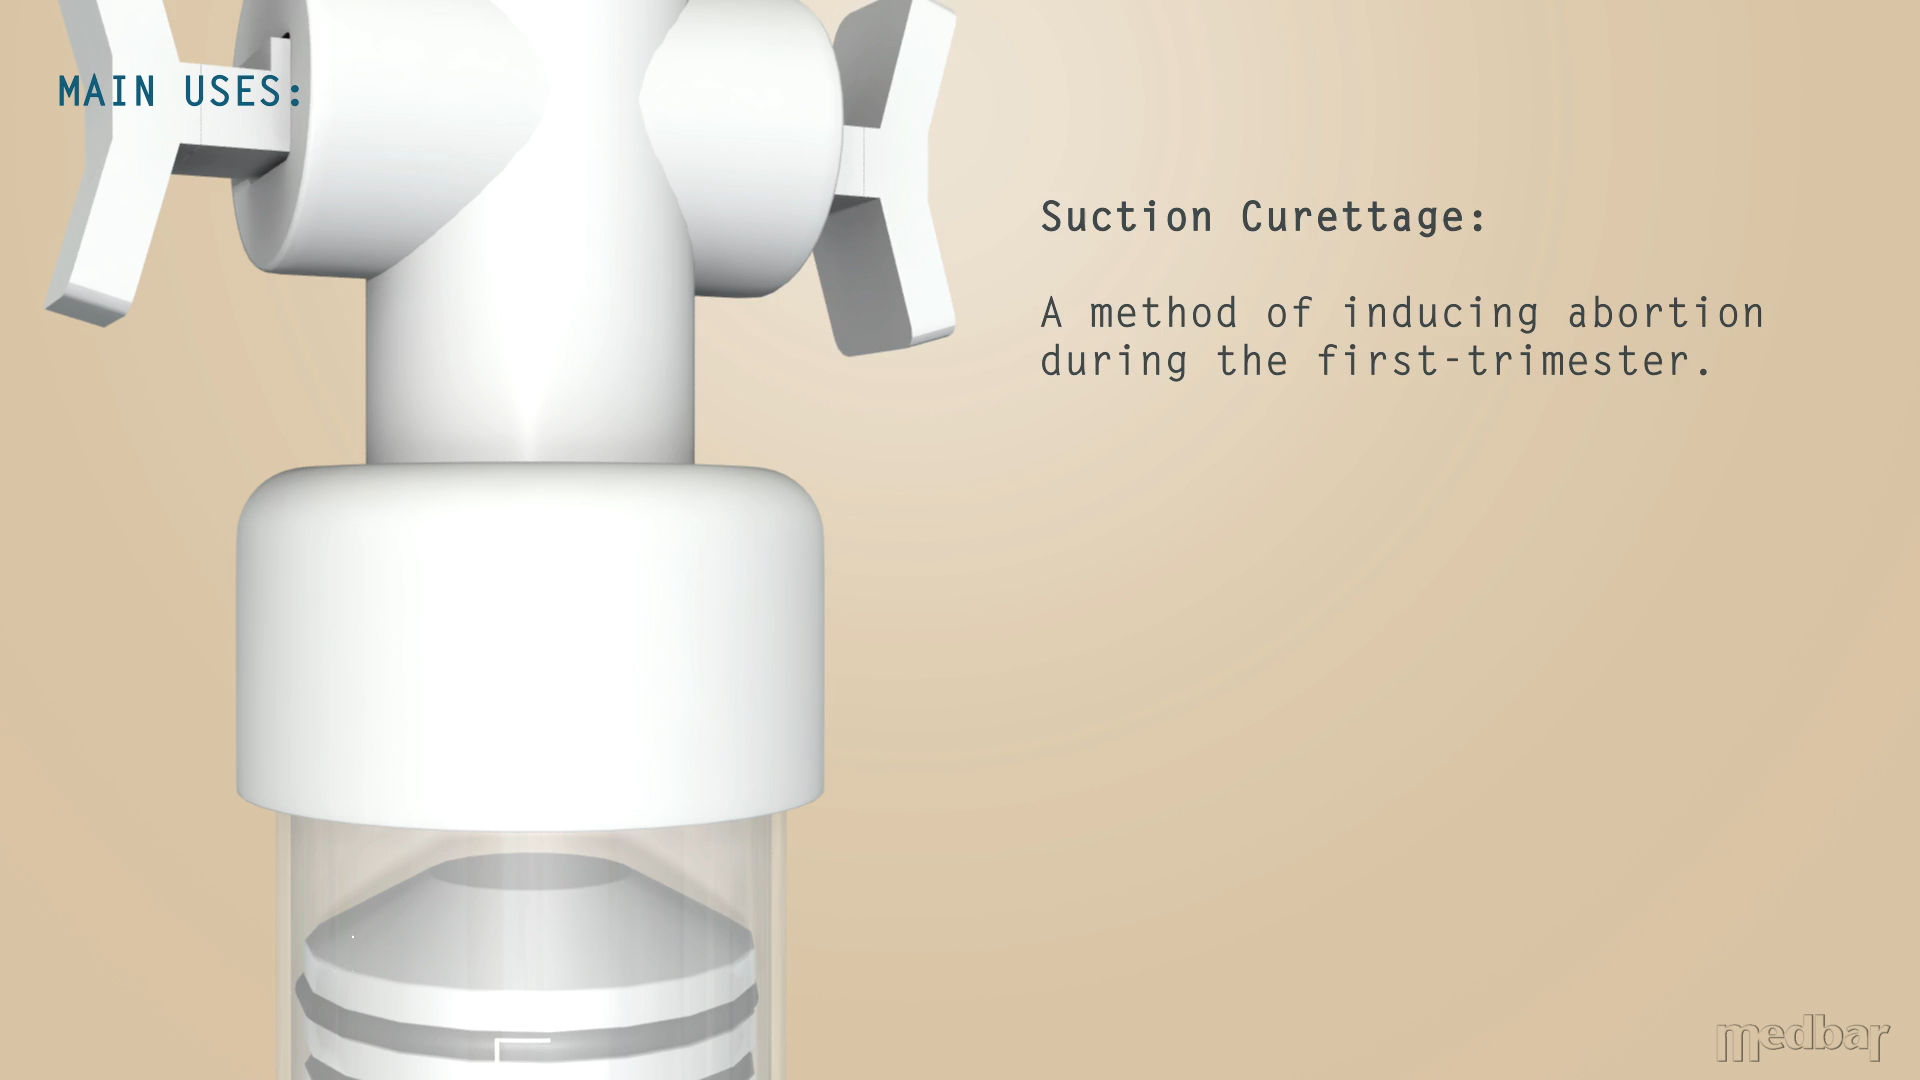 MAIN USES:
Suction Curettage:
A method of inducing abortion
during the first-trimester.
medbar